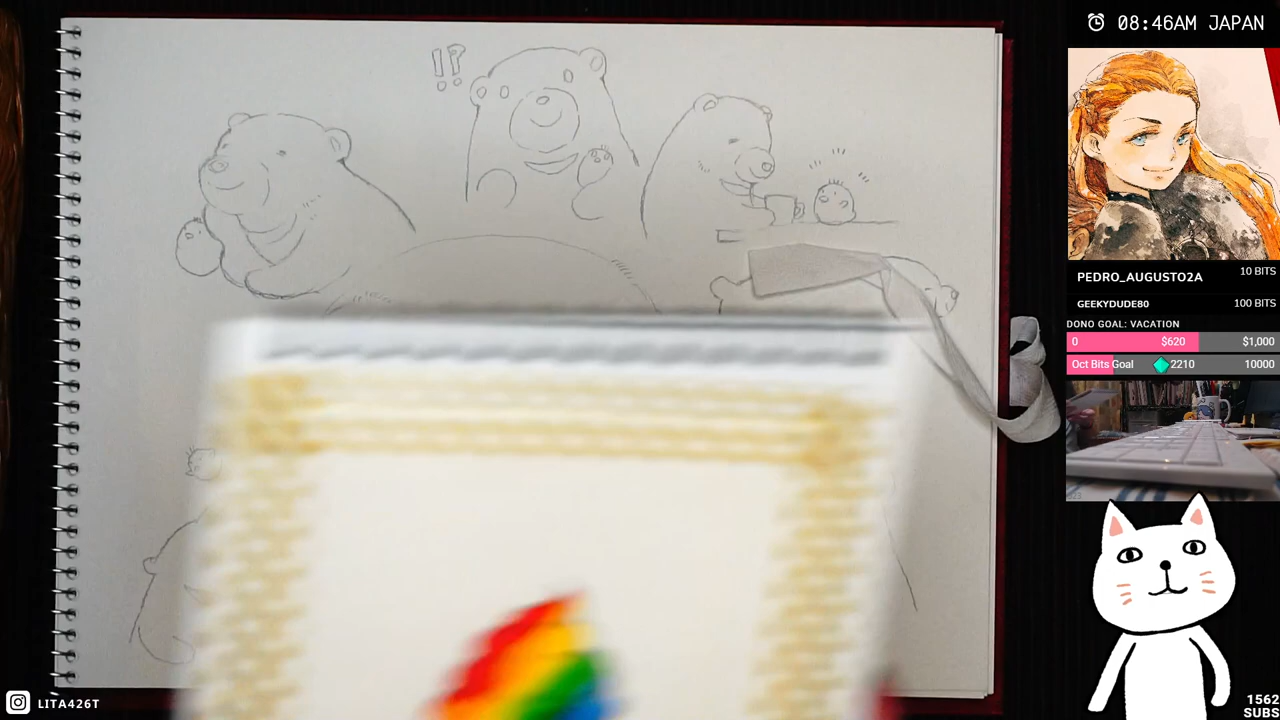 !?
08:46AM JAPAN
PEDRO_AUGUSTO2A 10 BITS
GEEKYDUDE80 100 BITS
DONO GOAL: VACATION
0 $620 $1,000
Oct Bits Goal 2210 10000
LITA426T
1562
SUBS